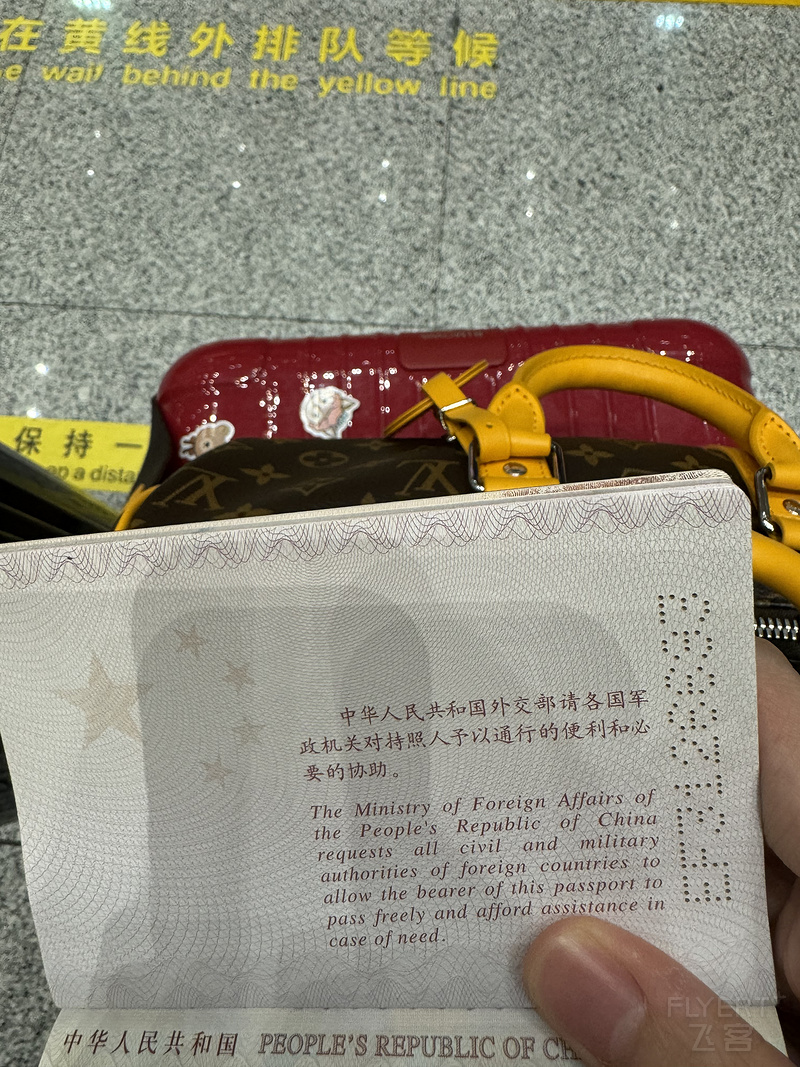 在黄线外排队等候
e wait behind the yellow line
保持一
ep a dista
中华人民共和国外交部请各国军
政机关对持照人予以通行的便利和必
要的协助。
The Ministry of Foreign Affairs of
the People's Republic of China
requests all civil and military
authorities of foreign countries to
allow the bearer of this passport to
pass freely and afford assistance in
case of need.
中华人民共和国 PEOPLE'S REPUBLIC OF CH
FLYERT
飞客